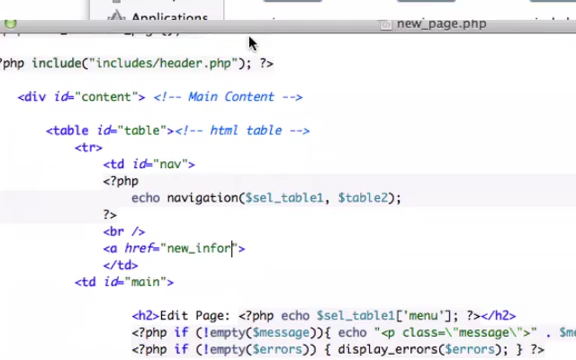 Applications
new_page.php
?php include("includes/header.php"); ?>
<div id="content"> <!-- Main Content -->
<table id="table"><!-- html table -->
<tr>
<td id="nav">
<?php
echo navigation($sel_table1, $table2);
?>
<br />
<a href="new_infor">
</td>
<td id="main">
<h2>Edit Page: <?php echo $sel_table1['menu']; ?></h2>
<?php if (!empty($message)){ echo "<p class=\"message\">" . $me
<?php if (!empty($errors)) { display_errors($errors); } ?>